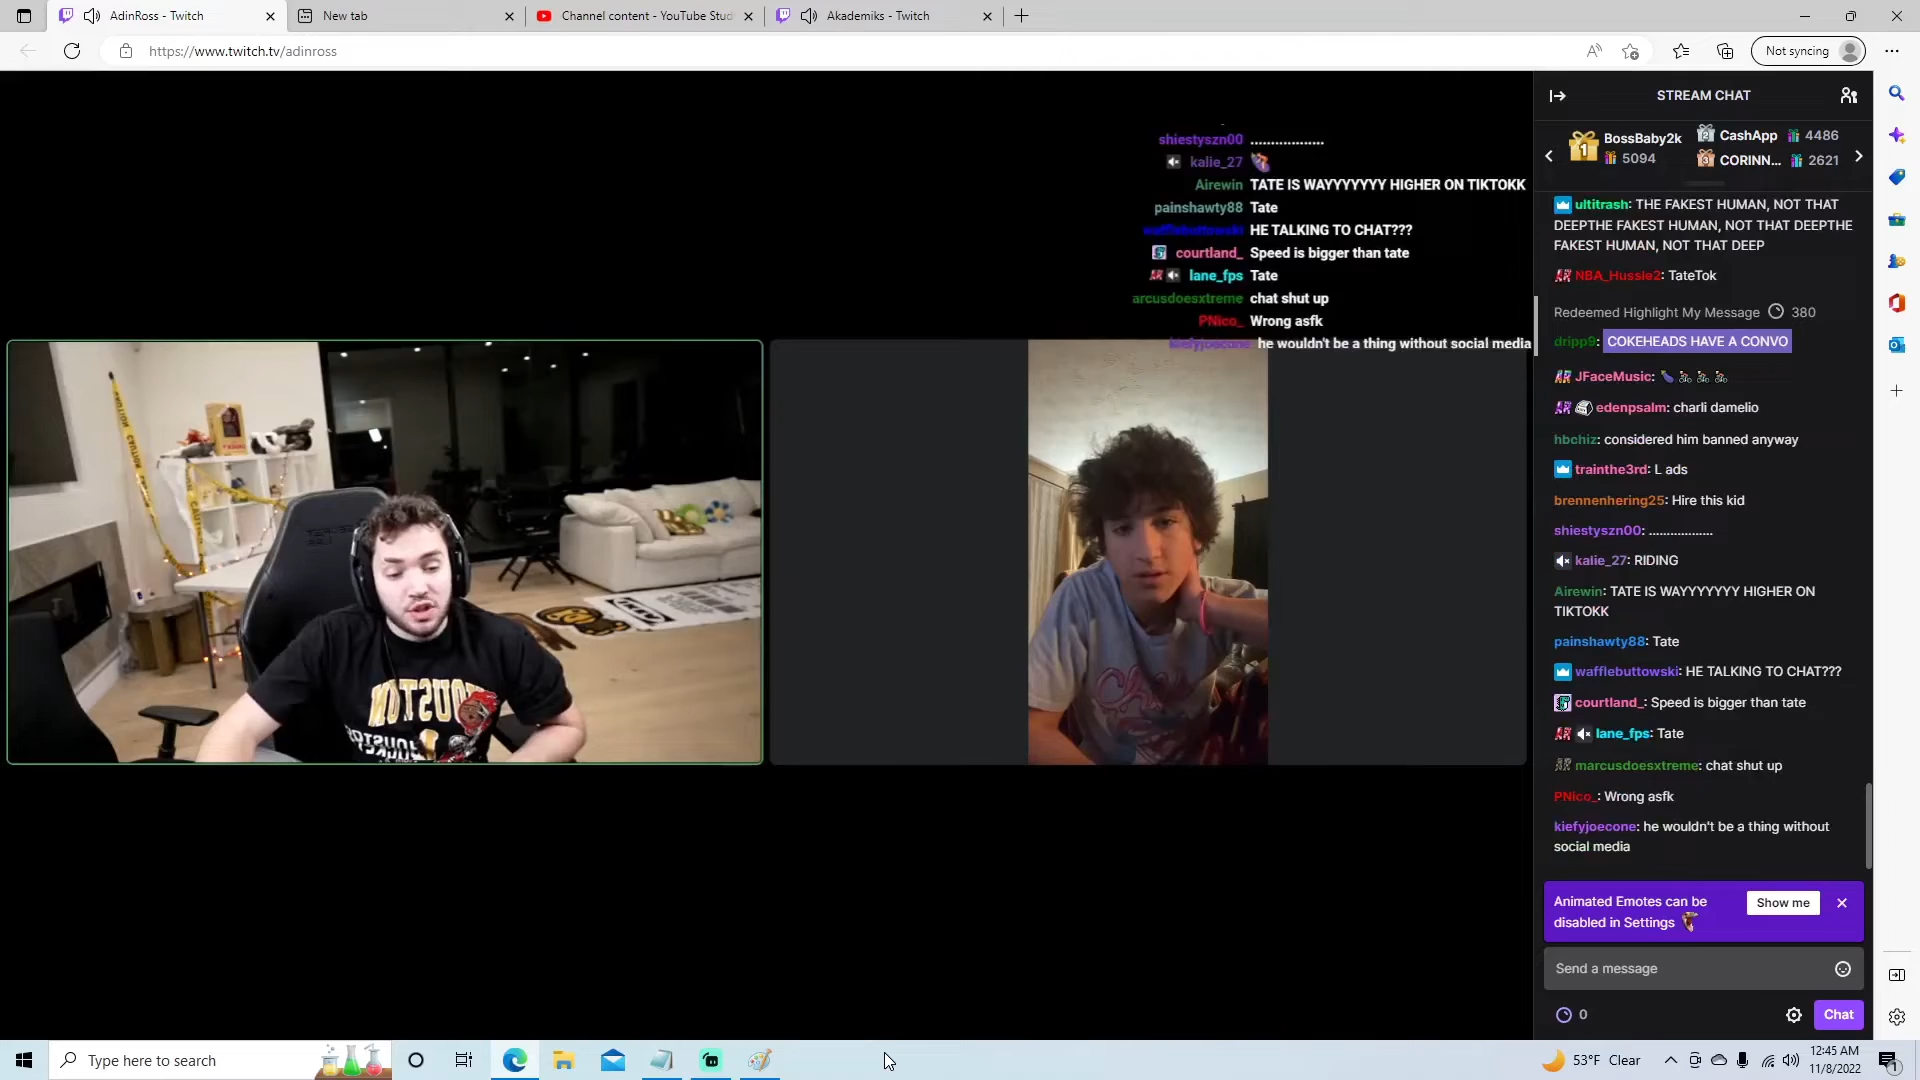 AdinRoss - Twitch
New tab
Channel content - YouTube Stud
Akademiks - Twitch
https://www.twitch.tv/adinross
Not syncing
shiestyszn00 ..................
kalie_27
Airewin TATE IS WAYYYYYYY HIGHER ON TIKTOKK
painshawty88 Tate
wafflebuttowski HE TALKING TO CHAT???
courtland_ Speed is bigger than tate
lane_fps Tate
arcusdoesxtreme chat shut up
PNico_ Wrong asfk
kiefyjoecone he wouldn't be a thing without social media
STREAM CHAT
1 BossBaby2k 5094
2 CashApp 4486
3 CORINN... 2621
ultitrash: THE FAKEST HUMAN, NOT THAT
DEEPTHE FAKEST HUMAN, NOT THAT DEEPTHE
FAKEST HUMAN, NOT THAT DEEP
NBA_Hussie2: TateTok
Redeemed Highlight My Message 380
dripp9: COKEHEADS HAVE A CONVO
JFaceMusic:
edenpsalm: charli damelio
hbchiz: considered him banned anyway
trainthe3rd: L ads
brennenhering25: Hire this kid
shiestyszn00: ..................
kalie_27: RIDING
Airewin: TATE IS WAYYYYYYY HIGHER ON
TIKTOKK
painshawty88: Tate
wafflebuttowski: HE TALKING TO CHAT???
courtland_: Speed is bigger than tate
lane_fps: Tate
marcusdoesxtreme: chat shut up
PNico_: Wrong asfk
kiefyjoecone: he wouldn't be a thing without
social media
Animated Emotes can be
disabled in Settings
Show me
Send a message
0
Chat
Type here to search
53°F Clear
12:45 AM
11/8/2022
1